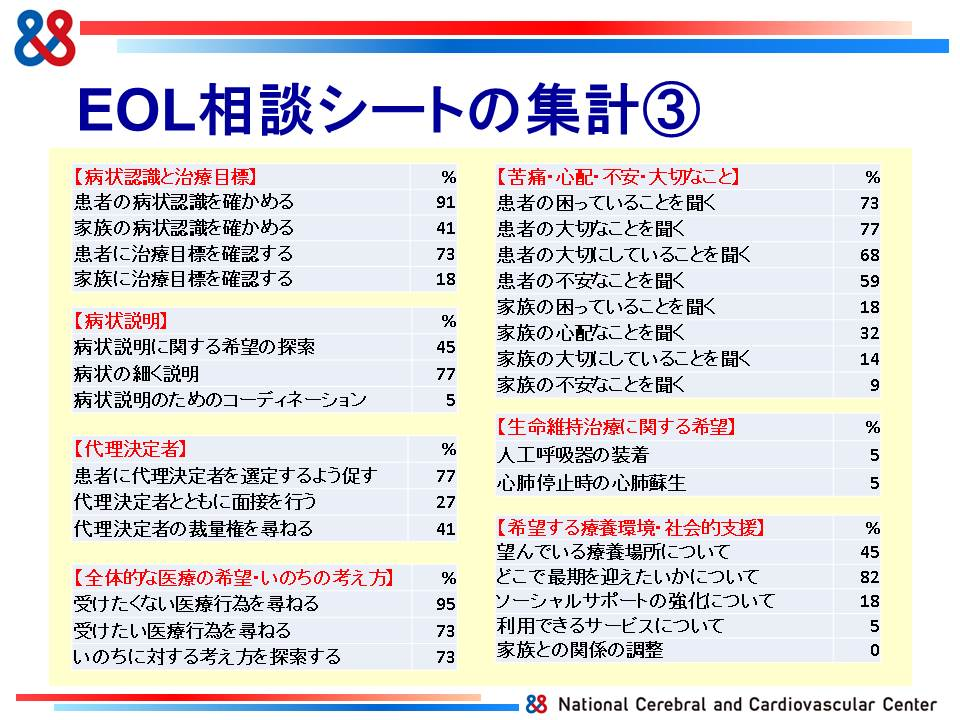 EOL相談シートの集計③
【病状認識と治療目標】 %
患者の病状認識を確かめる 91
家族の病状認識を確かめる 41
患者に治療目標を確認する 73
家族に治療目標を確認する 18
【病状説明】 %
病状説明に関する希望の探索 45
病状の細く説明 77
病状説明のためのコーディネーション 5
【代理決定者】 %
患者に代理決定者を選定するよう促す 77
代理決定者とともに面接を行う 27
代理決定者の裁量権を尋ねる 41
【全体的な医療の希望・いのちの考え方】 %
受けたくない医療行為を尋ねる 95
受けたい医療行為を尋ねる 73
いのちに対する考え方を探索する 73
【苦痛・心配・不安・大切なこと】 %
患者の困っていることを聞く 73
患者の大切なことを聞く 77
患者の大切にしていることを聞く 68
患者の不安なことを聞く 59
家族の困っていることを聞く 18
家族の心配なことを聞く 32
家族の大切にしていることを聞く 14
家族の不安なことを聞く 9
【生命維持治療に関する希望】 %
人工呼吸器の装着 5
心肺停止時の心肺蘇生 5
【希望する療養環境・社会的支援】 %
望んでいる療養場所について 45
どこで最期を迎えたいかについて 82
ソーシャルサポートの強化について 18
利用できるサービスについて 5
家族との関係の調整 0
National Cerebral and Cardiovascular Center